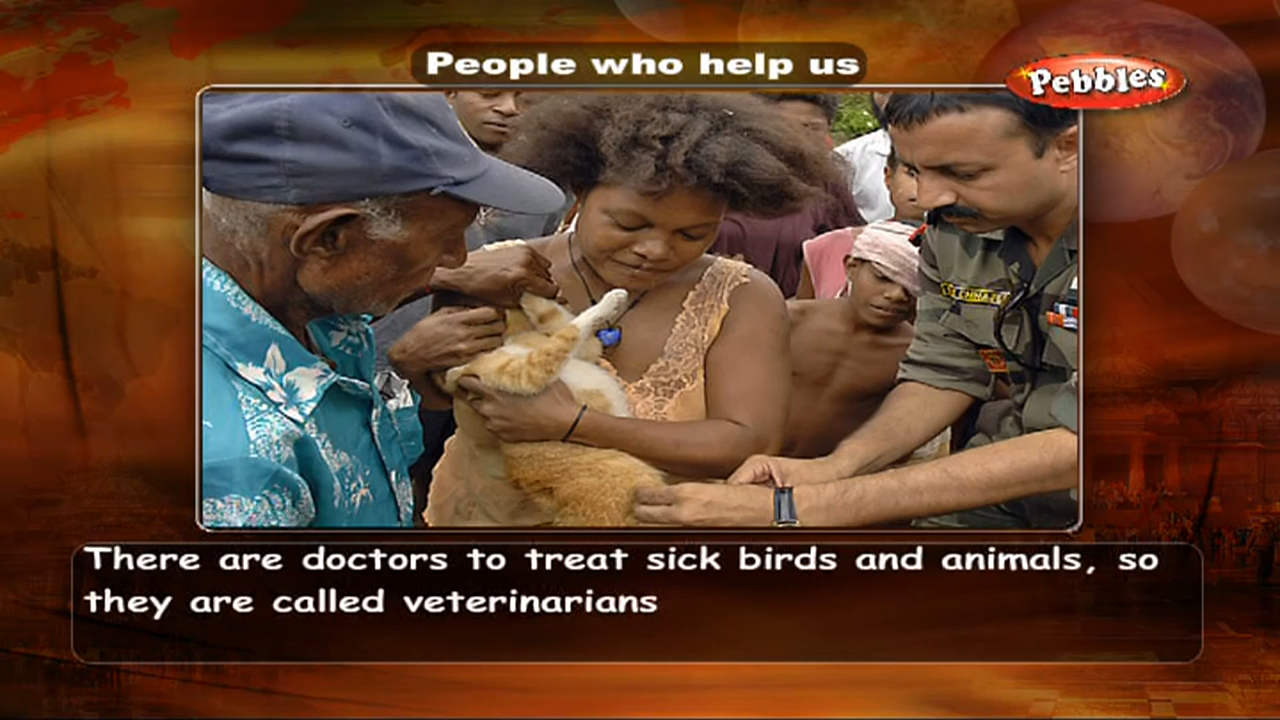 People who help us
Pebbles
There are doctors to treat sick birds and animals, so
they are called veterinarians